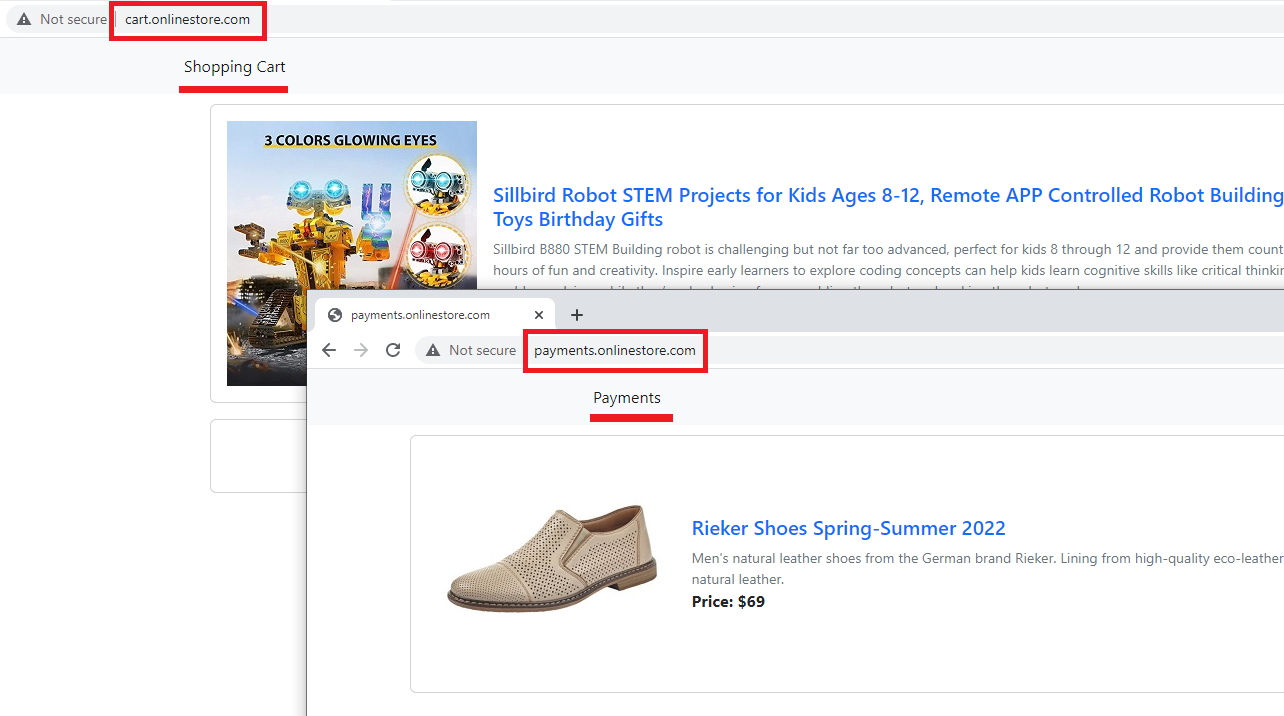 Not secure
cart.onlinestore.com
Shopping Cart
3 COLORS GLOWING EYES
Sillbird Robot STEM Projects for Kids Ages 8-12, Remote APP Controlled Robot Building
Toys Birthday Gifts
Sillbird B880 STEM Building robot is challenging but not far too advanced, perfect for kids 8 through 12 and provide them count
hours of fun and creativity. Inspire early learners to explore coding concepts can help kids learn cognitive skills like critical thinkin
payments.onlinestore.com
Not secure
payments.onlinestore.com
Payments
Rieker Shoes Spring-Summer 2022
Men's natural leather shoes from the German brand Rieker. Lining from high-quality eco-leather
natural leather.
Price: $69